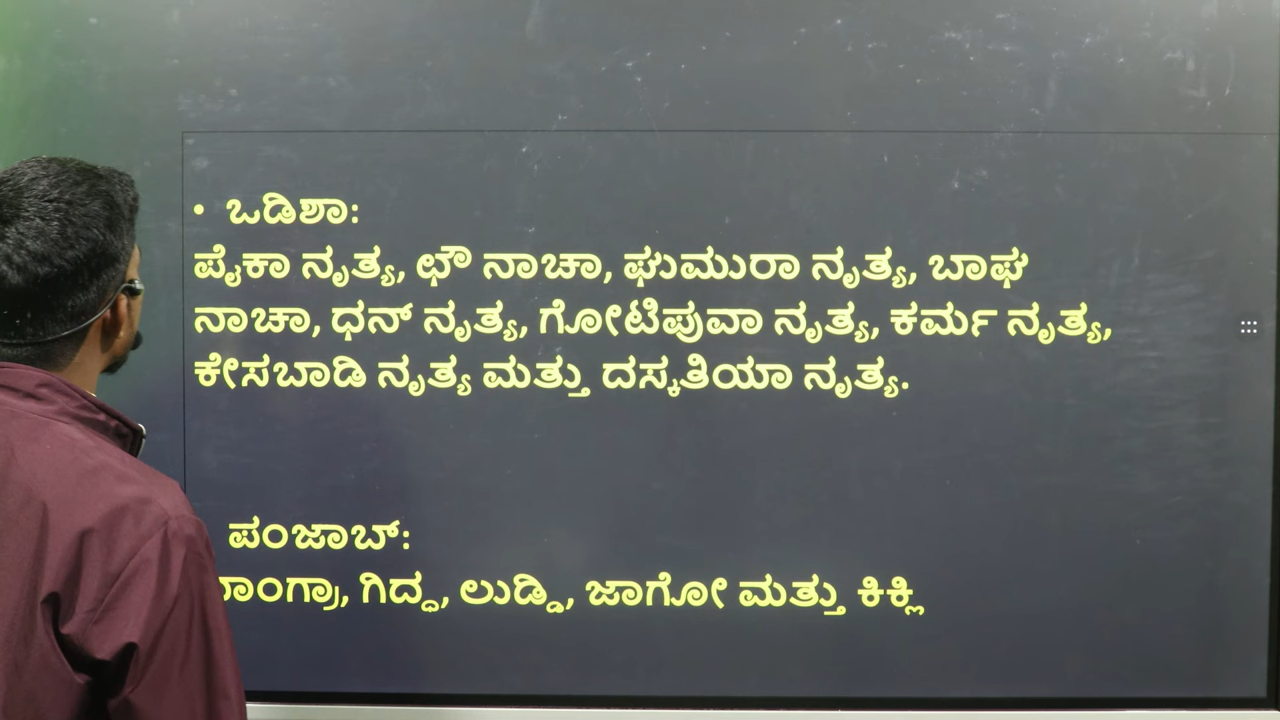 • ಒಡಿಶಾ:
ಪೈಕಾ ನೃತ್ಯ, ಛೌ ನಾಚಾ, ಘುಮುರಾ ನೃತ್ಯ, ಬಾಘ
ನಾಚಾ, ಧನ್ ನೃತ್ಯ, ಗೋಟಿಪುವಾ ನೃತ್ಯ, ಕರ್ಮ ನೃತ್ಯ,
ಕೇಸಬಾಡಿ ನೃತ್ಯ ಮತ್ತು ದಸ್ಕತಿಯಾ ನೃತ್ಯ.
ಪಂಜಾಬ್:
ಗಿದ್ದ, ಲುಡ್ಡಿ, ಜಾಗೋ ಮತ್ತು ಕಿಕ್ಲಿ